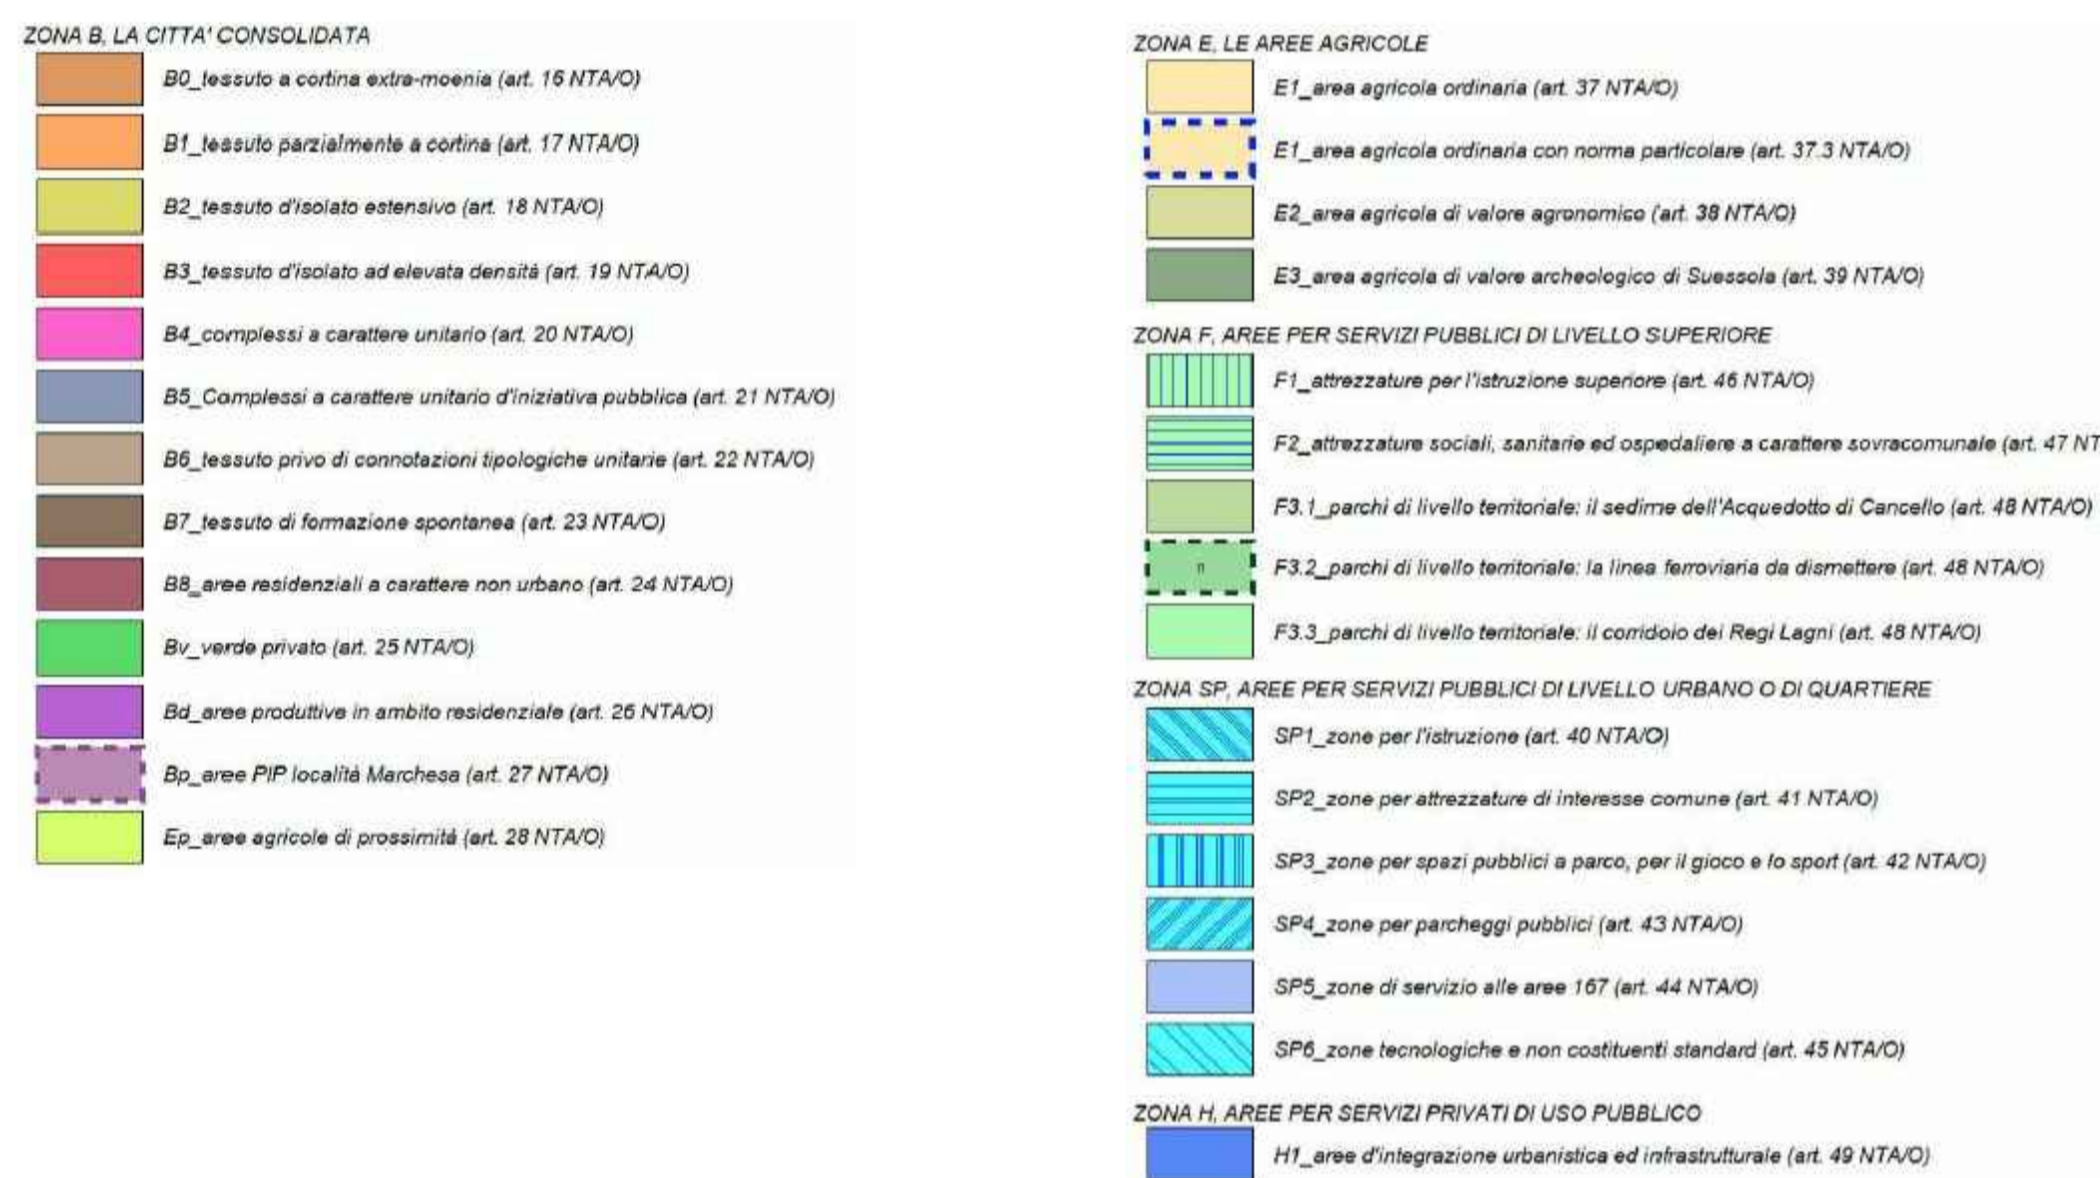 ZONA B, LA CITTA' CONSOLIDATA
B0_tessuto a cortina extra-moenia (art. 16 NTA/O)
B1_tessuto parzialmente a cortina (art. 17 NTA/O)
B2_tessuto d'isolato estensivo (art. 18 NTA/O)
B3_tessuto d'isolato ad elevata densità (art. 19 NTA/O)
B4_complessi a carattere unitario (art. 20 NTA/O)
B5_Complessi a carattere unitario d'iniziativa pubblica (art. 21 NTA/O)
B6_tessuto privo di connotazioni tipologiche unitarie (art. 22 NTA/O)
B7_tessuto di formazione spontanea (art. 23 NTA/O)
B8_aree residenziali a carattere non urbano (art. 24 NTA/O)
Bv_verde privato (art. 25 NTA/O)
Bd_aree produttive in ambito residenziale (art. 26 NTA/O)
Bp_aree PIP località Marchesa (art. 27 NTA/O)
Ep_aree agricole di prossimità (art. 28 NTA/O)
ZONA E, LE AREE AGRICOLE
E1_area agricola ordinaria (art. 37 NTA/O)
E1_area agricola ordinaria con norma particolare (art. 37.3 NTA/O)
E2_area agricola di valore agronomico (art. 38 NTA/O)
E3_area agricola di valore archeologico di Suessola (art. 39 NTA/O)
ZONA F, AREE PER SERVIZI PUBBLICI DI LIVELLO SUPERIORE
F1_attrezzature per l'istruzione superiore (art. 46 NTA/O)
F2_attrezzature sociali, sanitarie ed ospedaliere a carattere sovracomunale (art. 47 NT
F3.1_parchi di livello territoriale: il sedime dell'Acquedotto di Cancello (art. 48 NTA/O)
n
F3.2_parchi di livello territoriale: la linea ferroviaria da dismettere (art. 48 NTA/O)
F3.3_parchi di livello territoriale: il corridoio dei Regi Lagni (art. 48 NTA/O)
ZONA SP, AREE PER SERVIZI PUBBLICI DI LIVELLO URBANO O DI QUARTIERE
SP1_zone per l'istruzione (art. 40 NTA/O)
SP2_zone per attrezzature di interesse comune (art. 41 NTA/O)
SP3_zone per spazi pubblici a parco, per il gioco e lo sport (art. 42 NTA/O)
SP4_zone per parcheggi pubblici (art. 43 NTA/O)
SP5_zone di servizio alle aree 167 (art. 44 NTA/O)
SP6_zone tecnologiche e non costituenti standard (art. 45 NTA/O)
ZONA H, AREE PER SERVIZI PRIVATI DI USO PUBBLICO
H1_aree d'integrazione urbanistica ed infrastrutturale (art. 49 NTA/O)